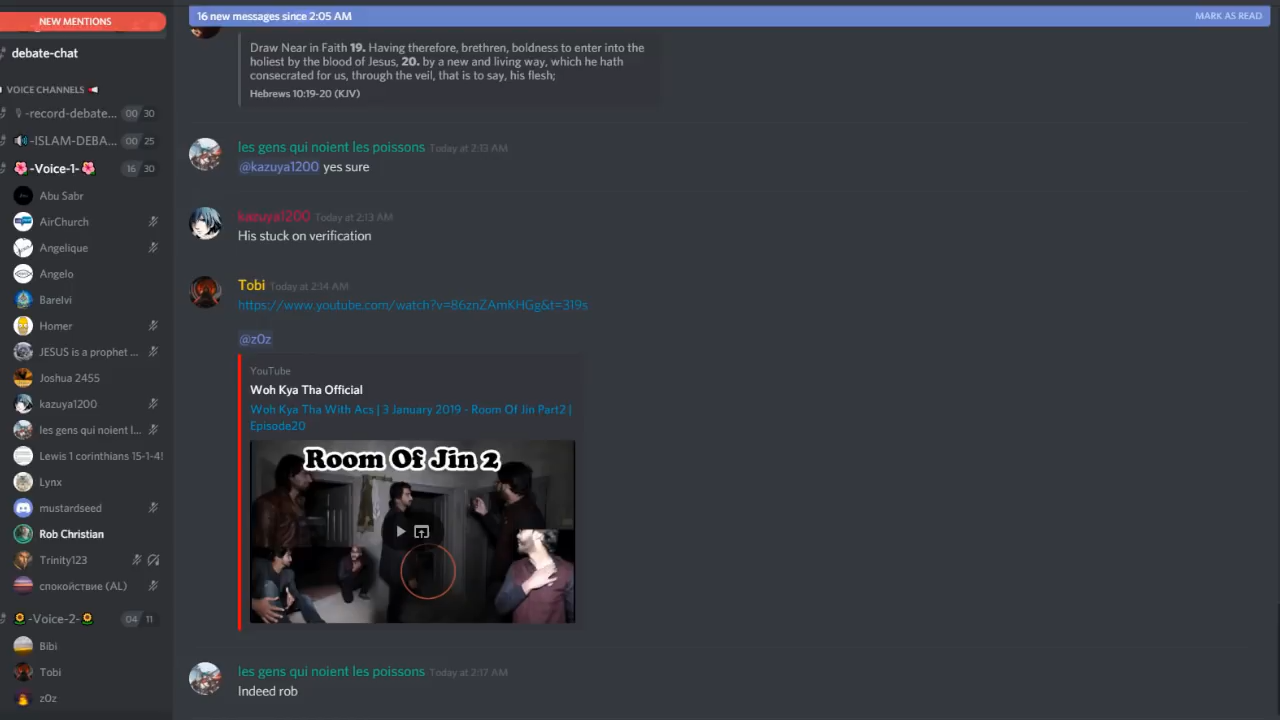 NEW MENTIONS
debate-chat
VOICE CHANNELS
-record-debate... 00 30
-ISLAM-DEBA... 00 25
-Voice-1- 16 30
Abu Sabr
AirChurch
Angelique
Angelo
Barelvi
Homer
JESUS is a prophet ...
Joshua 2455
kazuya1200
les gens qui noient l...
Lewis 1 corinthians 15-1-4!
Lynx
mustardseed
Rob Christian
Trinity123
спокойствие (AL)
-Voice-2- 04 11
Bibi
Tobi
z0z
16 new messages since 2:05 AM MARK AS READ
Draw Near in Faith 19. Having therefore, brethren, boldness to enter into the
holiest by the blood of Jesus, 20. by a new and living way, which he hath
consecrated for us, through the veil, that is to say, his flesh;
Hebrews 10:19-20 (KJV)
les gens qui noient les poissons Today at 2:13 AM
@kazuya1200 yes sure
kazuya1200 Today at 2:13 AM
His stuck on verification
Tobi Today at 2:14 AM
https://www.youtube.com/watch?v=86znZAmKHGg&t=319s
@z0z
YouTube
Woh Kya Tha Official
Woh Kya Tha With Acs | 3 January 2019 - Room Of Jin Part2 |
Episode20
Room Of Jin 2
les gens qui noient les poissons Today at 2:17 AM
Indeed rob